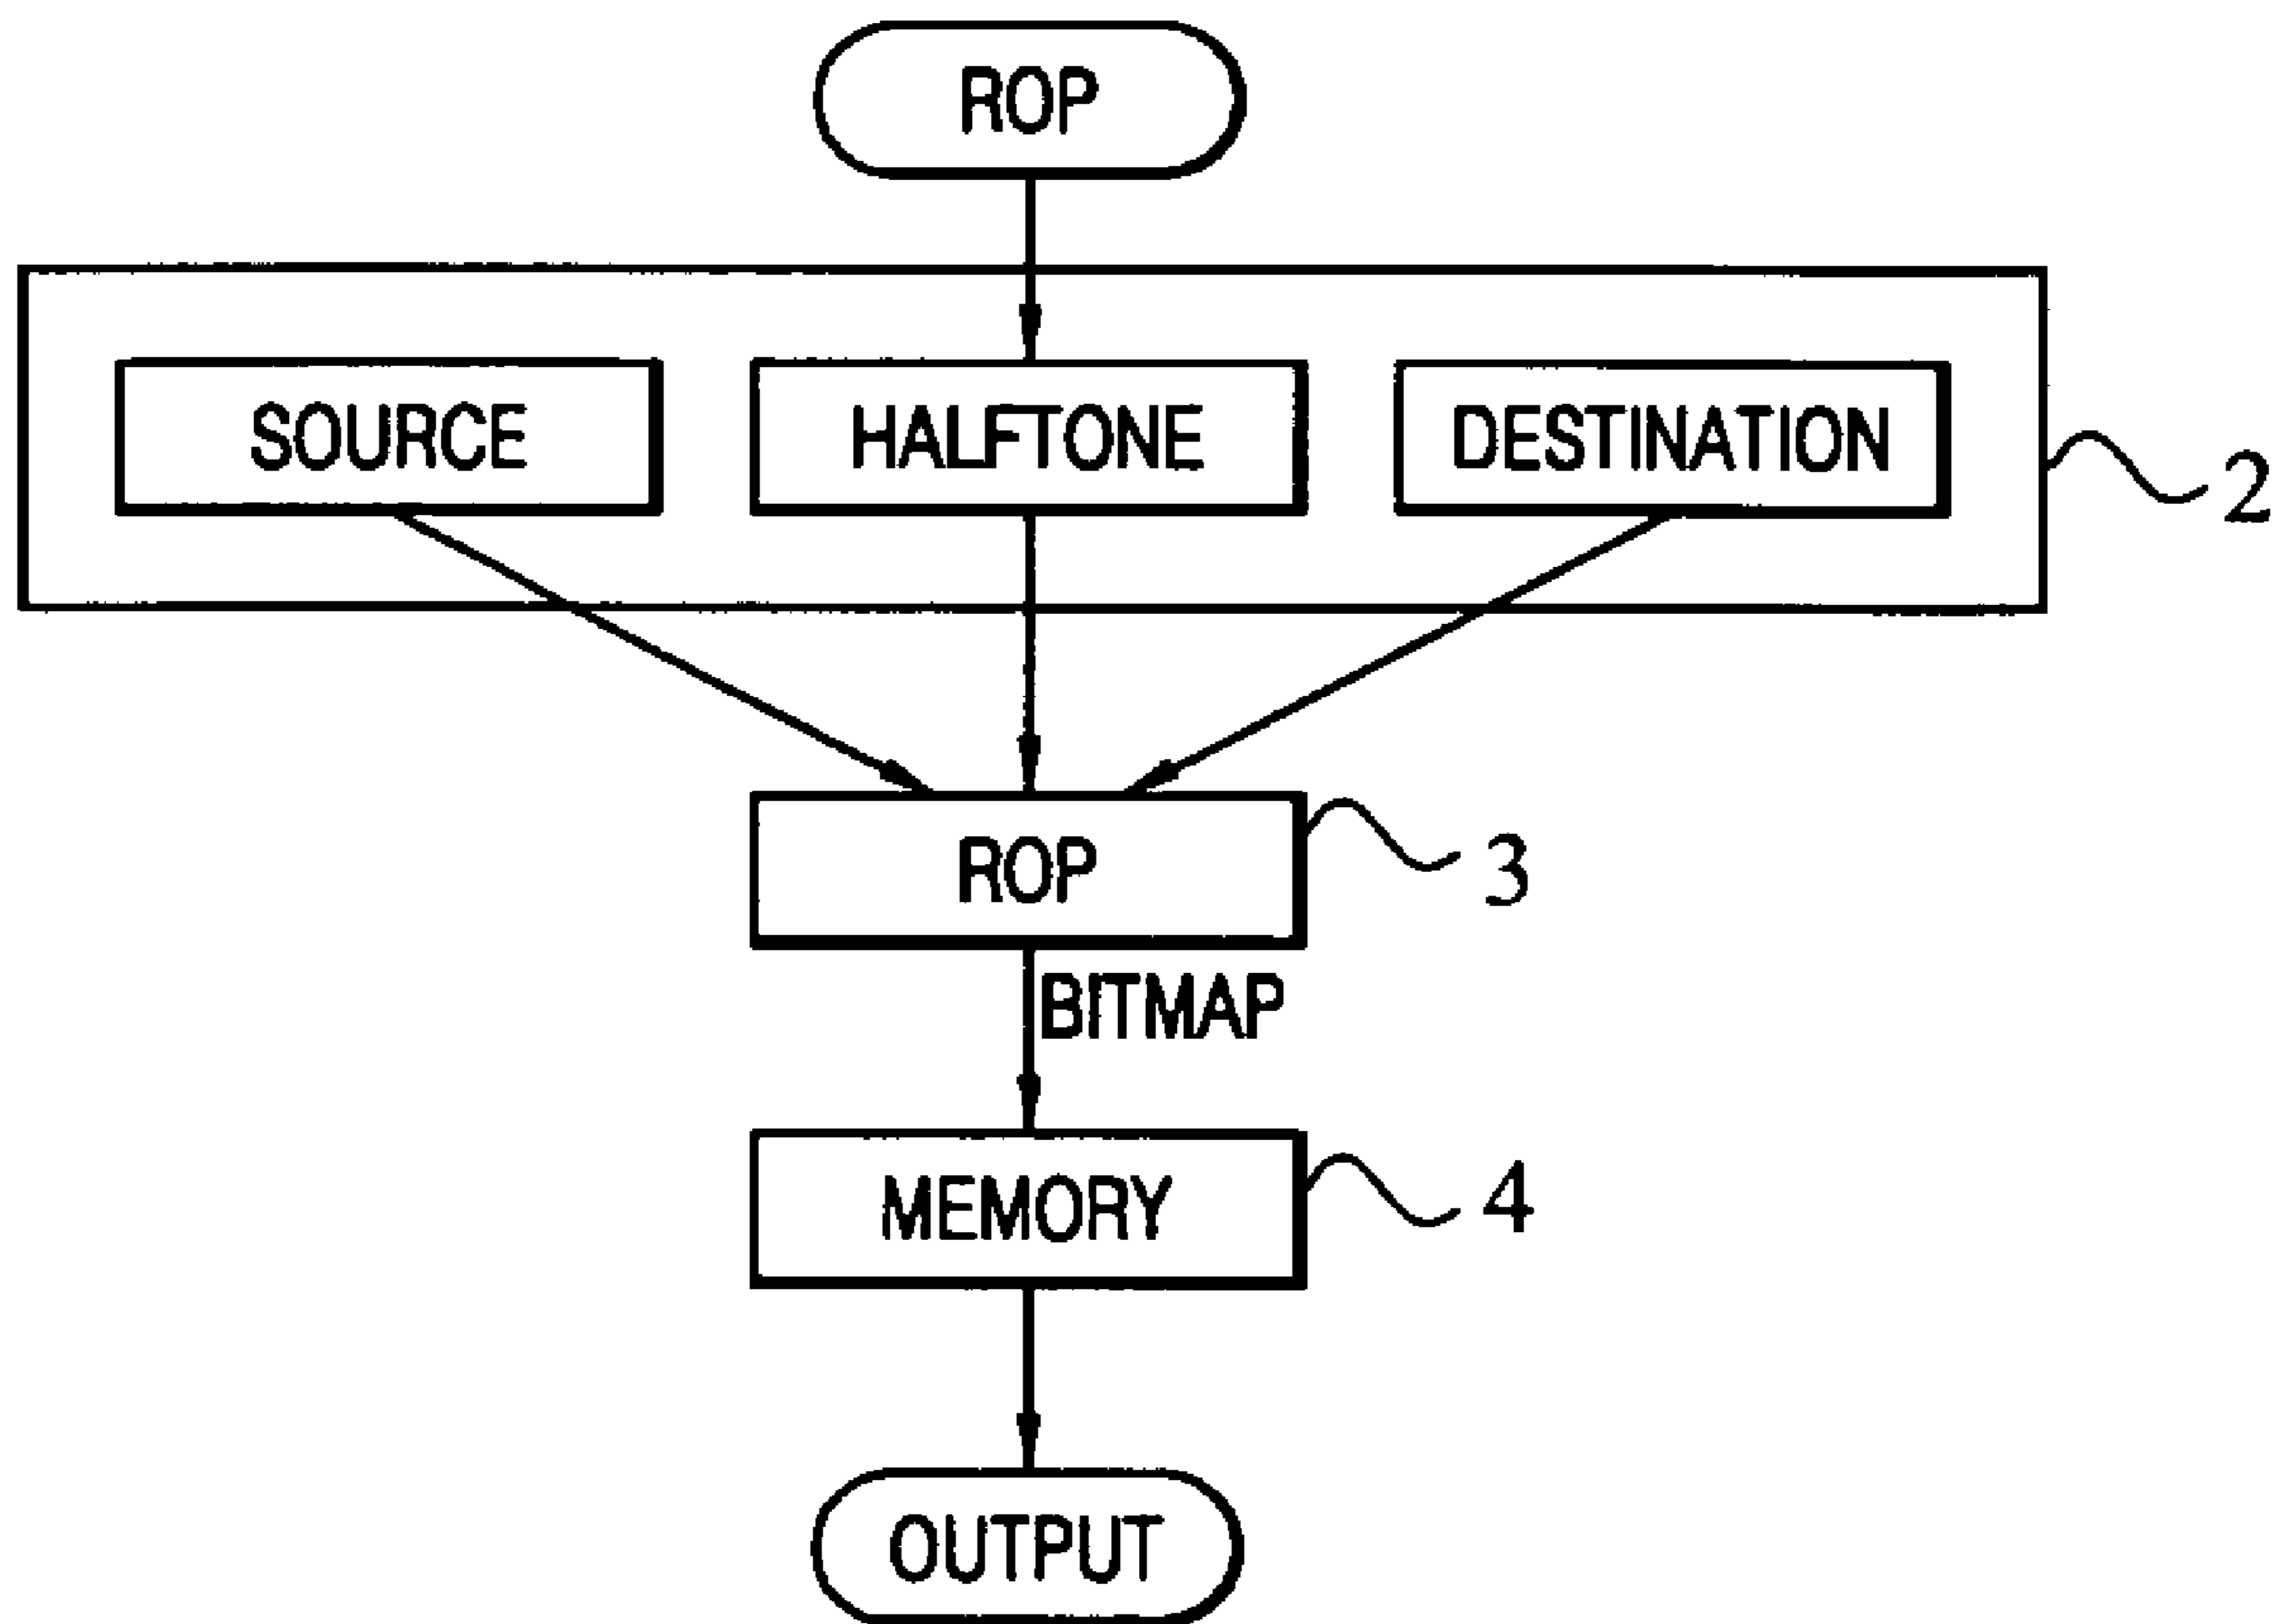 ROP
SOURCE
HALFTONE
DESTINATION
2
ROP
3
BITMAP
MEMORY
4
OUTPUT